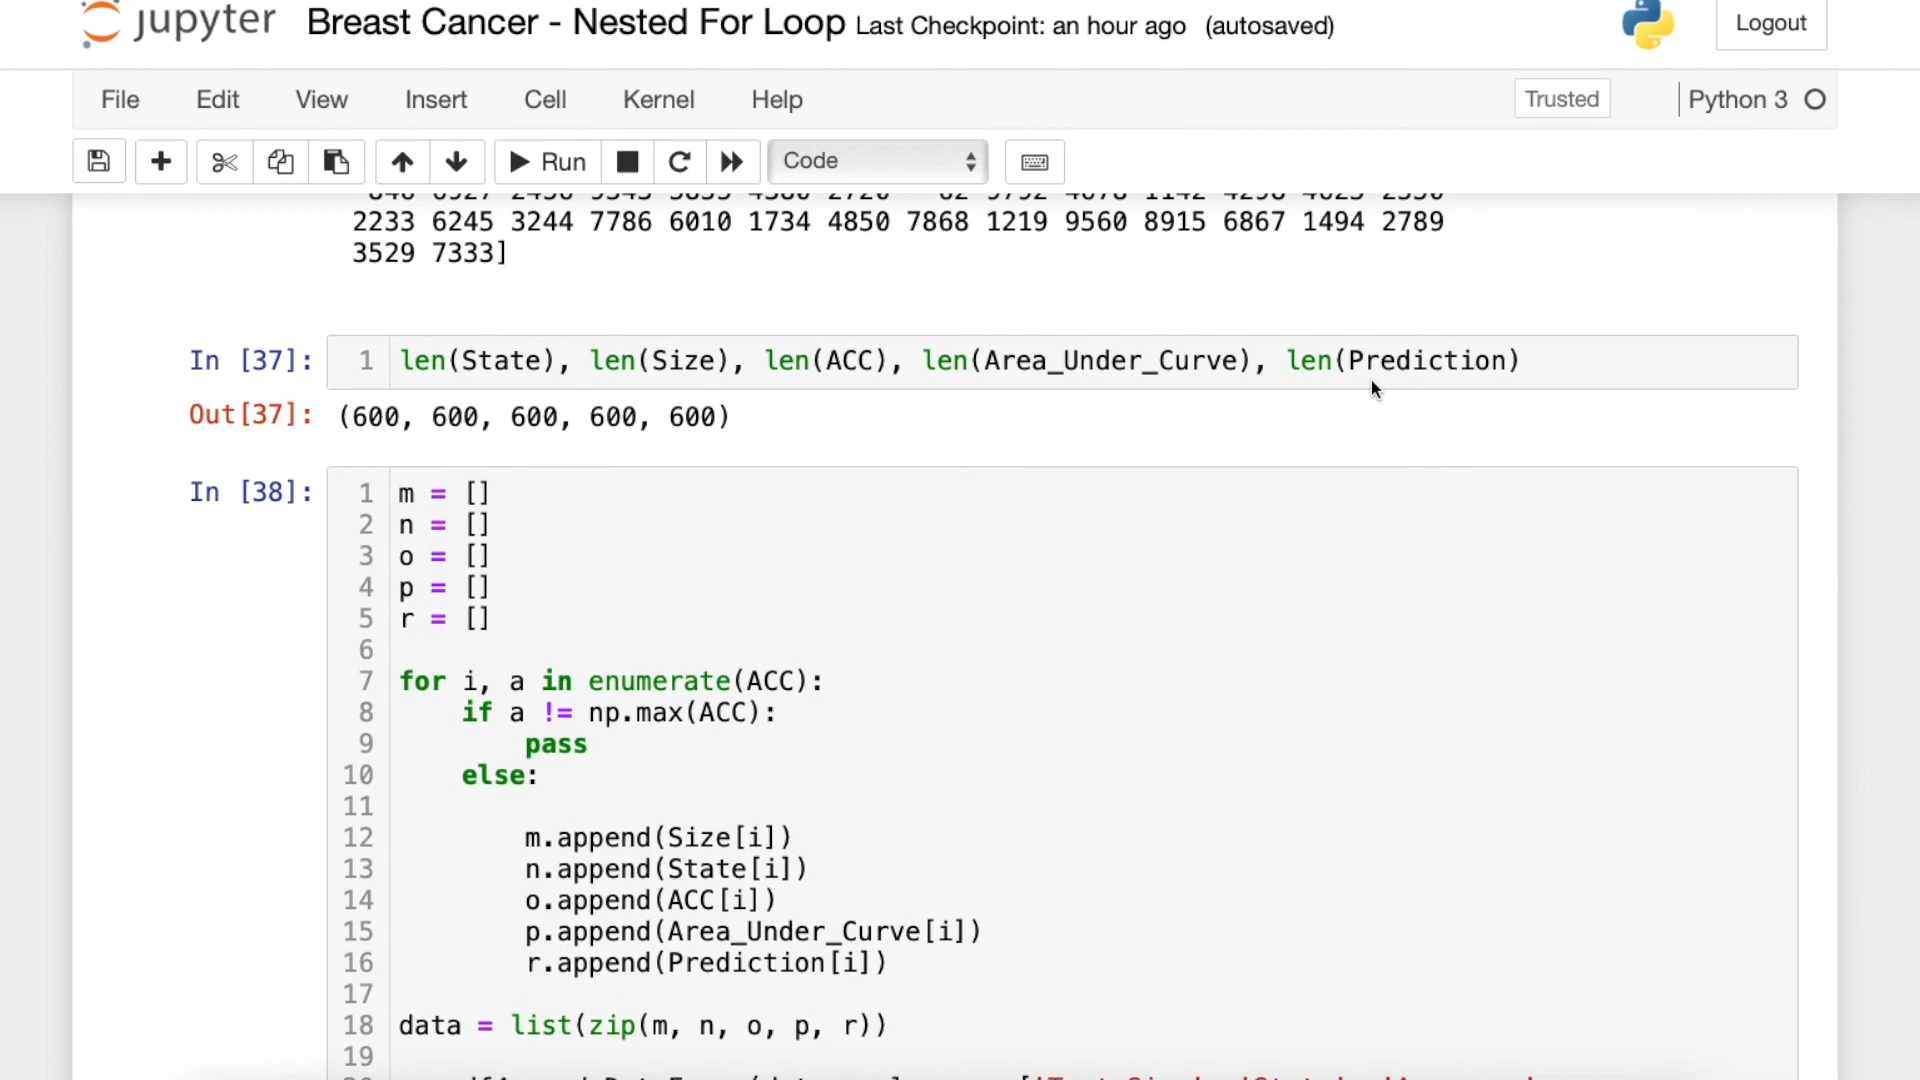 jupyter Breast Cancer - Nested For Loop Last Checkpoint: an hour ago (autosaved) Logout
File Edit View Insert Cell Kernel Help Trusted Python 3
Run Code
2233 6245 3244 7786 6010 1734 4850 7868 1219 9560 8915 6867 1494 2789
3529 7333]
In [37]: 1 len(State), len(Size), len(ACC), len(Area_Under_Curve), len(Prediction)
Out[37]: (600, 600, 600, 600, 600)
In [38]: 1 m = []
2 n = []
3 o = []
4 p = []
5 r = []
6
7 for i, a in enumerate(ACC):
8 if a != np.max(ACC):
9 pass
10 else:
11
12 m.append(Size[i])
13 n.append(State[i])
14 o.append(ACC[i])
15 p.append(Area_Under_Curve[i])
16 r.append(Prediction[i])
17
18 data = list(zip(m, n, o, p, r))
19